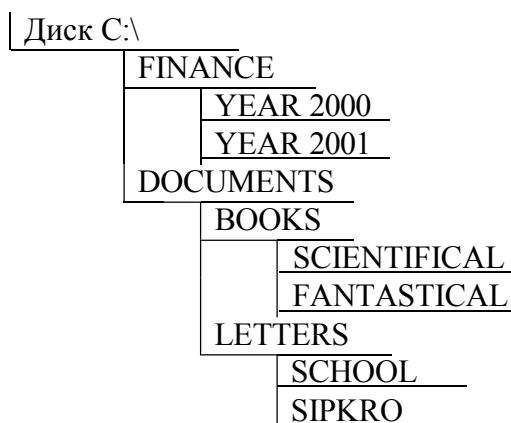 Диск C:\
FINANCE
YEAR 2000
YEAR 2001
DOCUMENTS
BOOKS
SCIENTIFICAL
FANTASTICAL
LETTERS
SCHOOL
SIPKRO